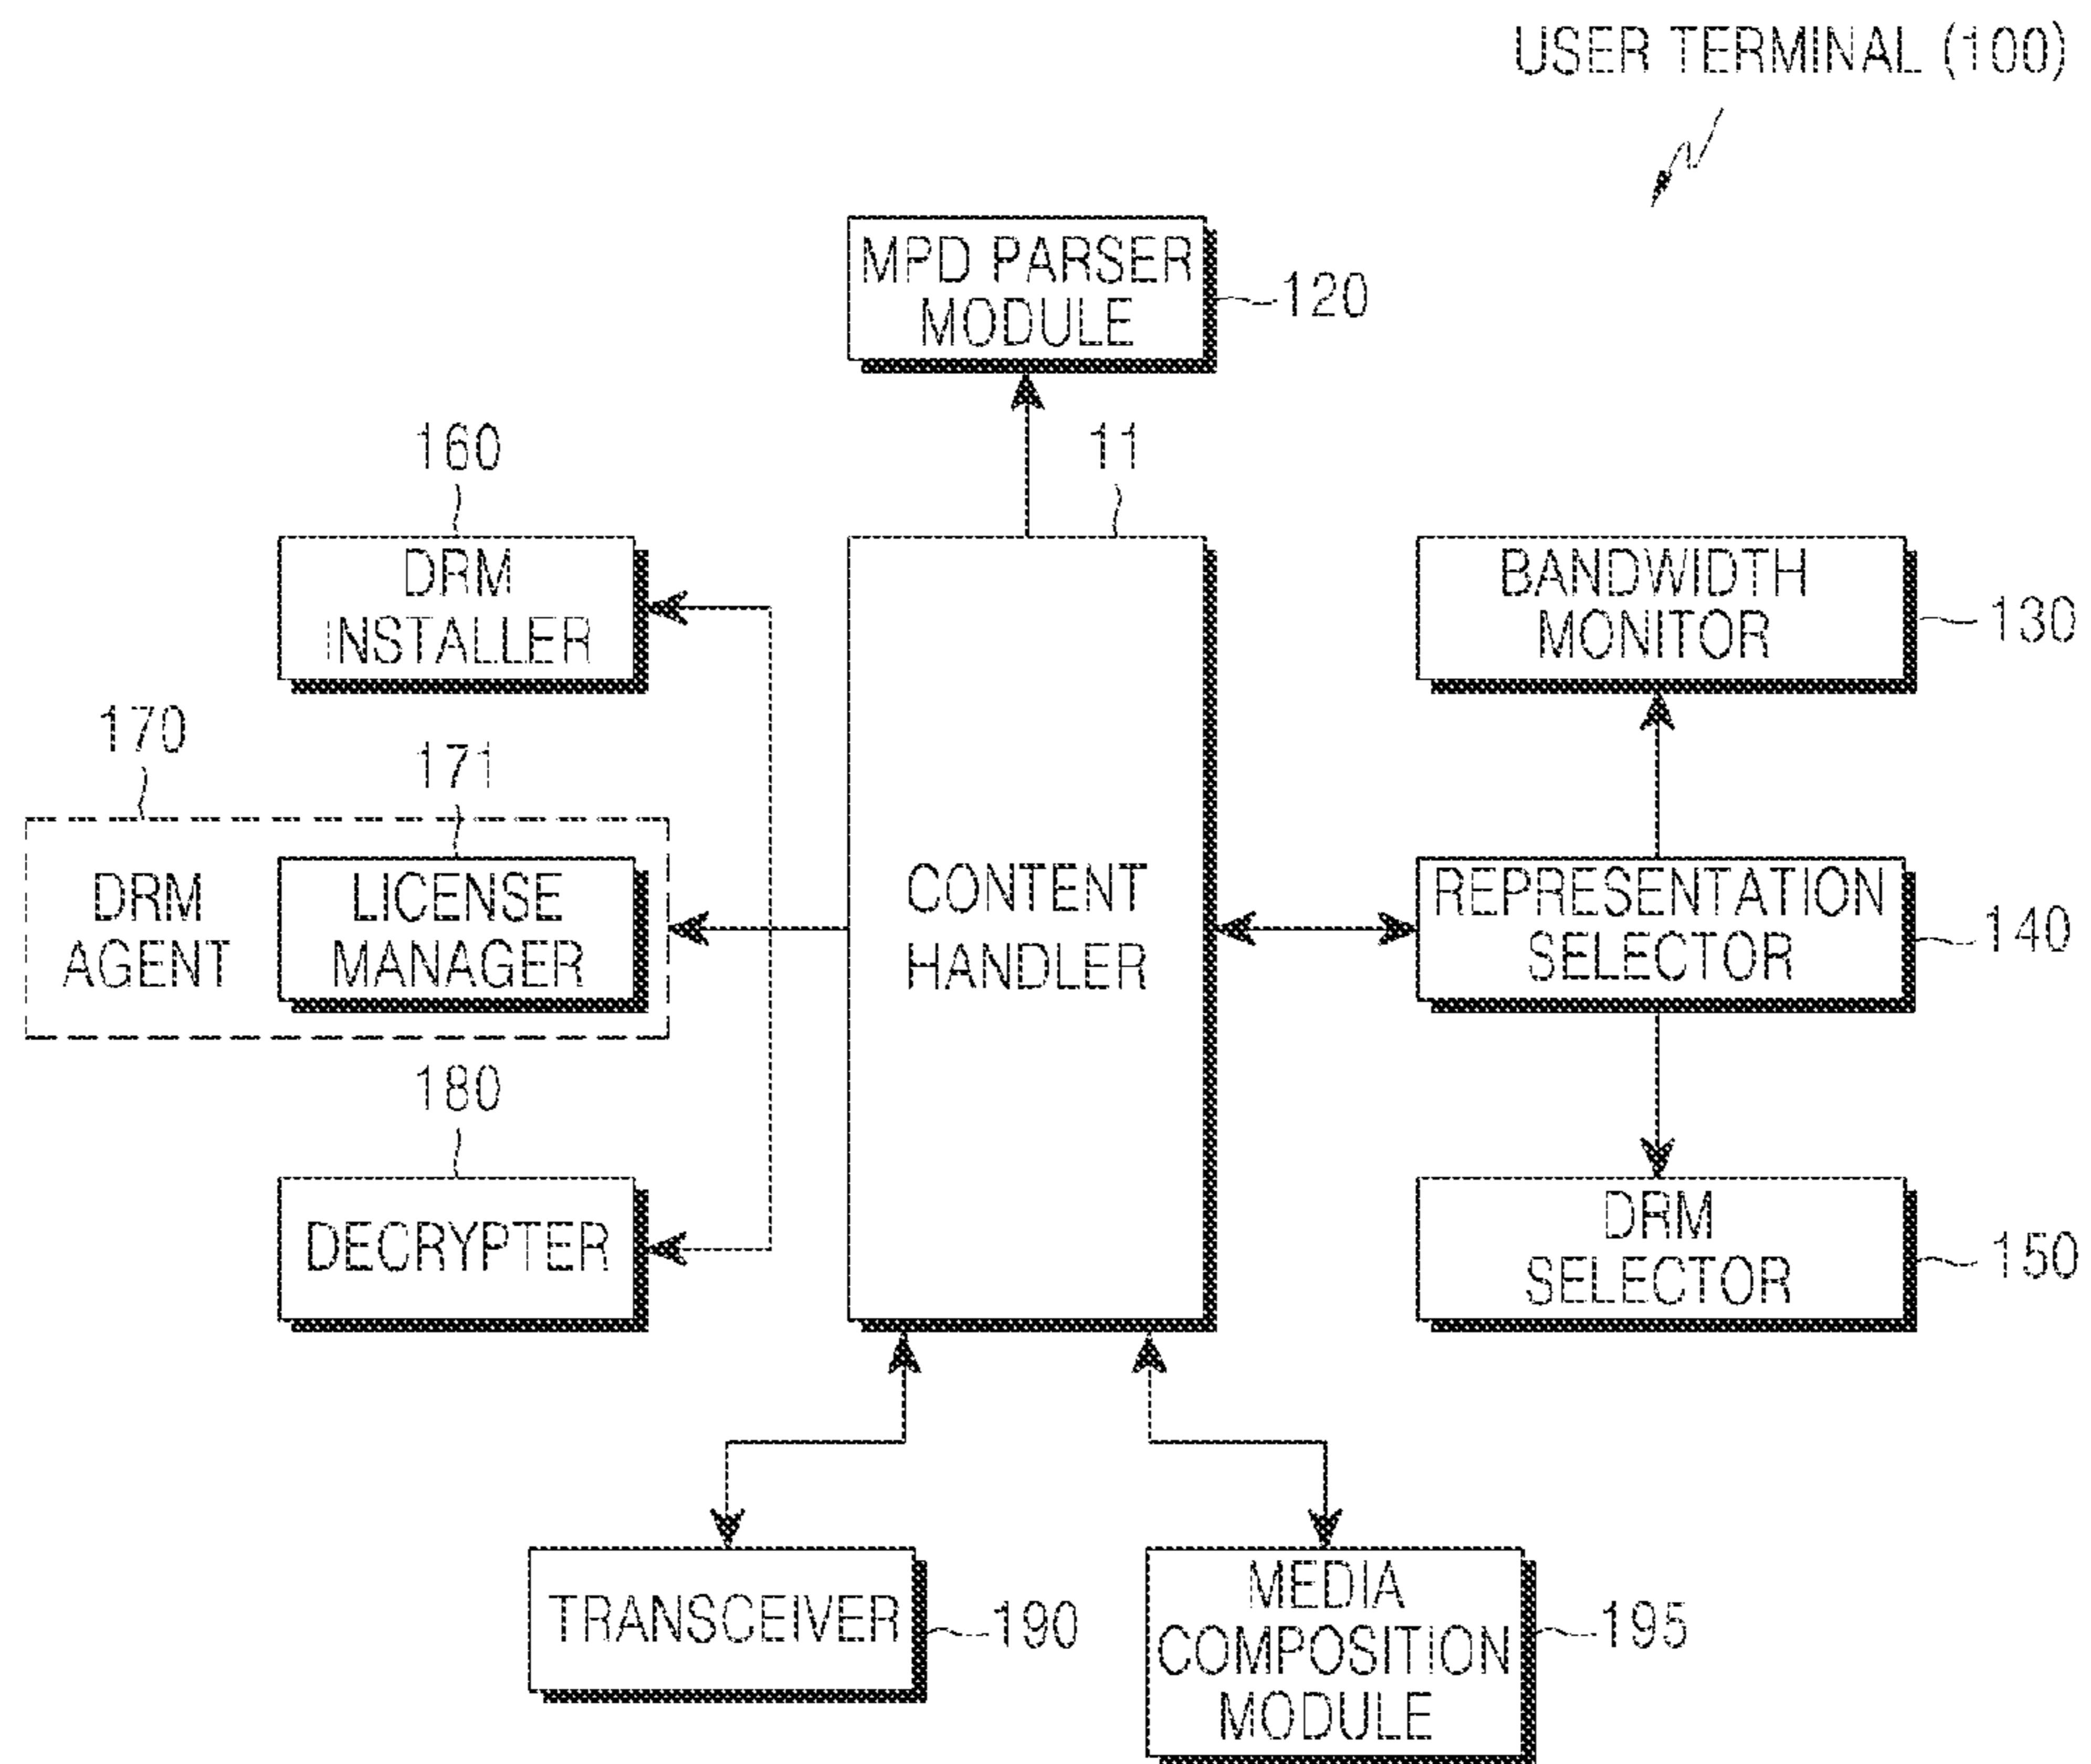 USER TERMINAL (100)
MPD PARSER
MODULE
120
160
11
DRM
INSTALLER
BANDWIDTH
MONITOR
130
170
171
DRM
AGENT
LICENSE
MANAGER
CONTENT
HANDLER
REPRESENTATION
SELECTOR
140
180
DECRYPTER
DRM
SELECTOR
150
TRANSCEIVER
190
MEDIA
COMPOSITION
MODULE
195